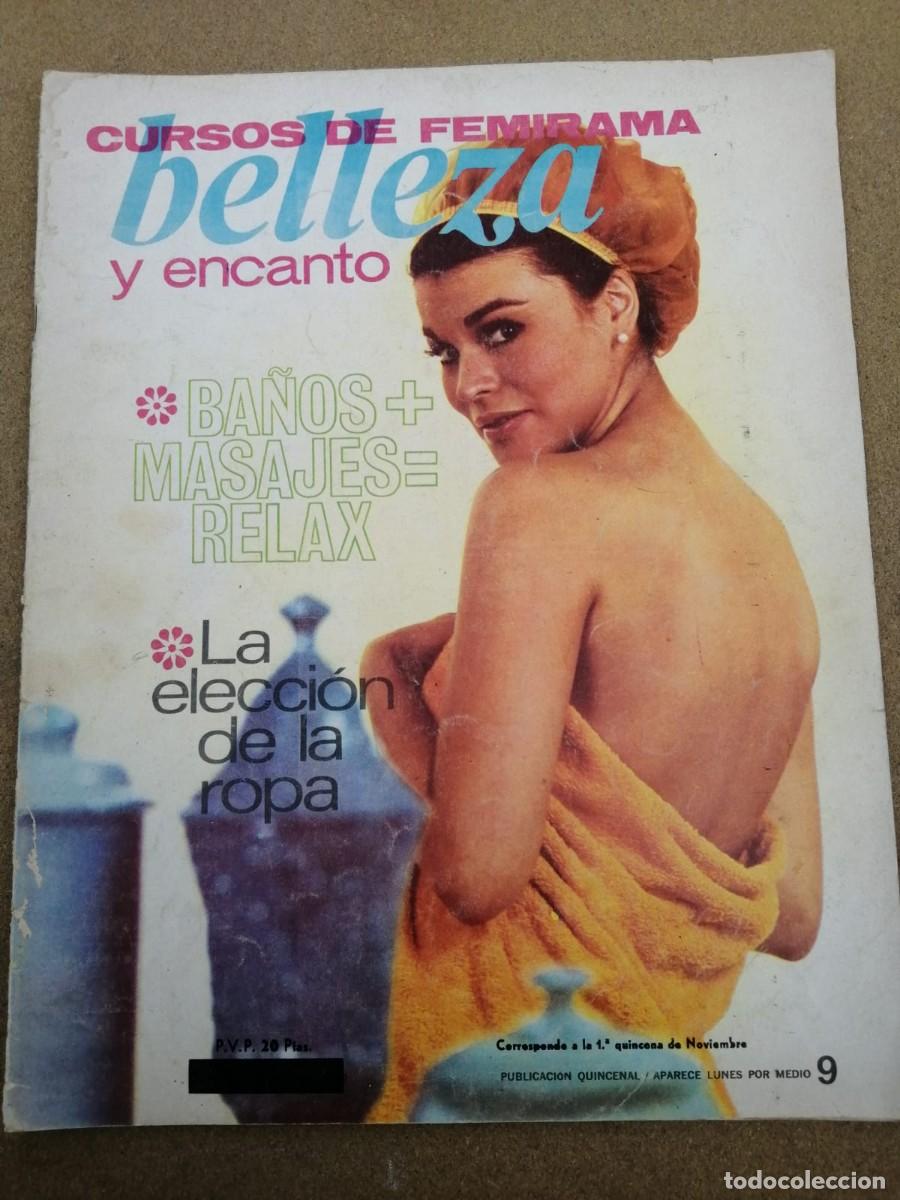 CURSOS DE FEMIRAMA
belleza
y encanto
BAÑOS +
MASAJES =
RELAX
La
elección
de la
ropa
P.V.P. 20 Ptas.
Corresponde a la 1.ª quincena de Noviembre
PUBLICACIÓN QUINCENAL / APARECE LUNES POR MEDIO 9
todocoleccion